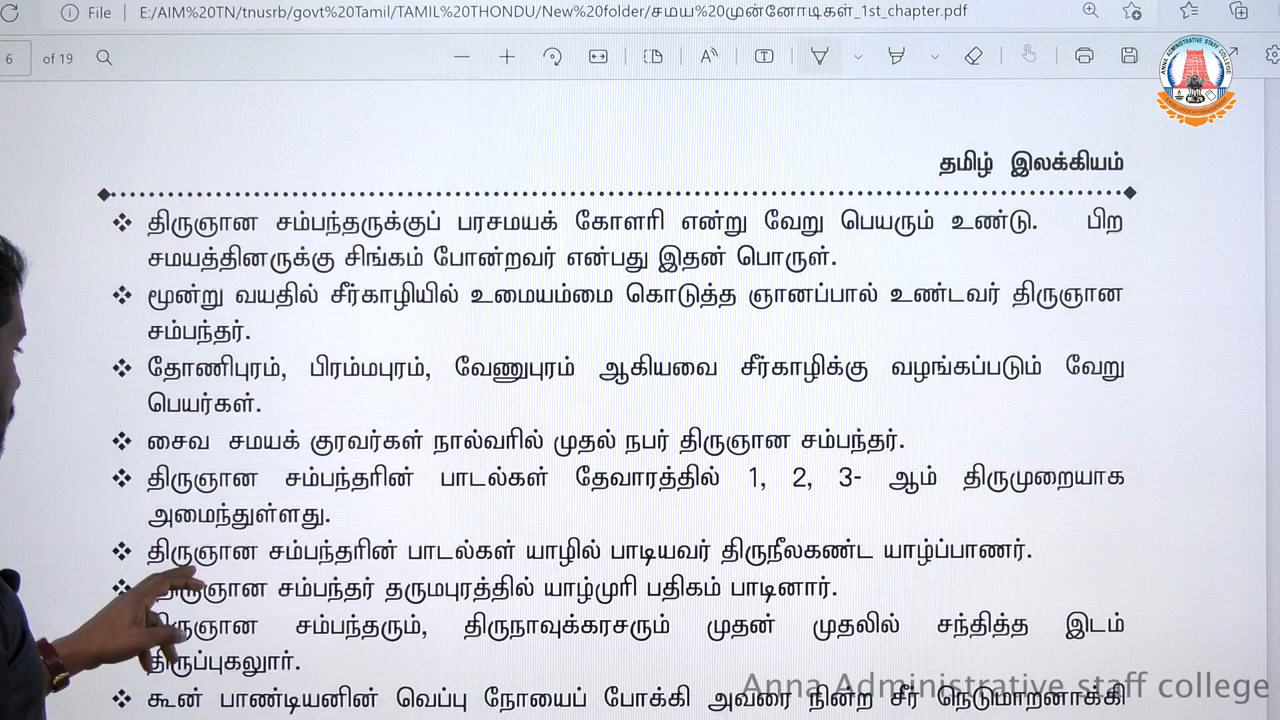 File | E:/AIM%20TN/tnusrb/govt%20Tamil/TAMIL%20THONDU/New%20folder/சமய%20முன்னோடிகள்_1st_chapter.pdf
6 of 19
ANNA ADMINISTRATIVE STAFF COLLEGE
தமிழ் இலக்கியம்
❖ திருஞான சம்பந்தருக்குப் பரசமயக் கோளரி என்று வேறு பெயரும் உண்டு. பிற
சமயத்தினருக்கு சிங்கம் போன்றவர் என்பது இதன் பொருள்.
❖ மூன்று வயதில் சீர்காழியில் உமையம்மை கொடுத்த ஞானப்பால் உண்டவர் திருஞான
சம்பந்தர்.
❖ தோணிபுரம், பிரம்மபுரம், வேணுபுரம் ஆகியவை சீர்காழிக்கு வழங்கப்படும் வேறு
பெயர்கள்.
❖ சைவ சமயக் குரவர்கள் நால்வரில் முதல் நபர் திருஞான சம்பந்தர்.
❖ திருஞான சம்பந்தரின் பாடல்கள் தேவாரத்தில் 1, 2, 3- ஆம் திருமுறையாக
அமைந்துள்ளது.
❖ திருஞான சம்பந்தரின் பாடல்கள் யாழில் பாடியவர் திருநீலகண்ட யாழ்ப்பாணர்.
❖ திருஞான சம்பந்தர் தருமபுரத்தில் யாழ்முரி பதிகம் பாடினார்.
திருஞான சம்பந்தரும், திருநாவுக்கரசரும் முதன் முதலில் சந்தித்த இடம்
திருப்புகலுார்.
❖ கூன் பாண்டியனின் வெப்பு நோயைப் போக்கி அவரை நின்ற சீர் நெடுமாறனாக்கி
Anna Administrative staff college